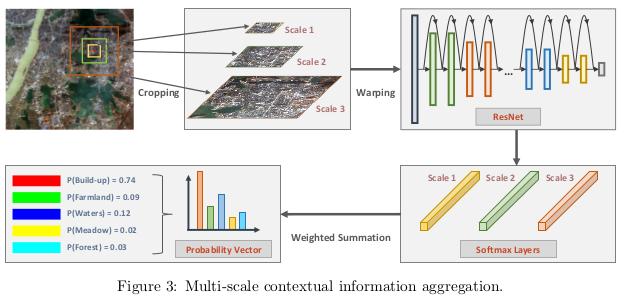 Scale 1
Scale 2
Scale 3
Cropping
Warping
...
ResNet
Scale 1 Scale 2 Scale 3
Softmax Layers
Weighted Summation
P(Build-up) = 0.74
P(Farmland) = 0.09
P(Waters) = 0.12
P(Meadow) = 0.02
P(Forest) = 0.03
Probability Vector
Figure 3: Multi-scale contextual information aggregation.